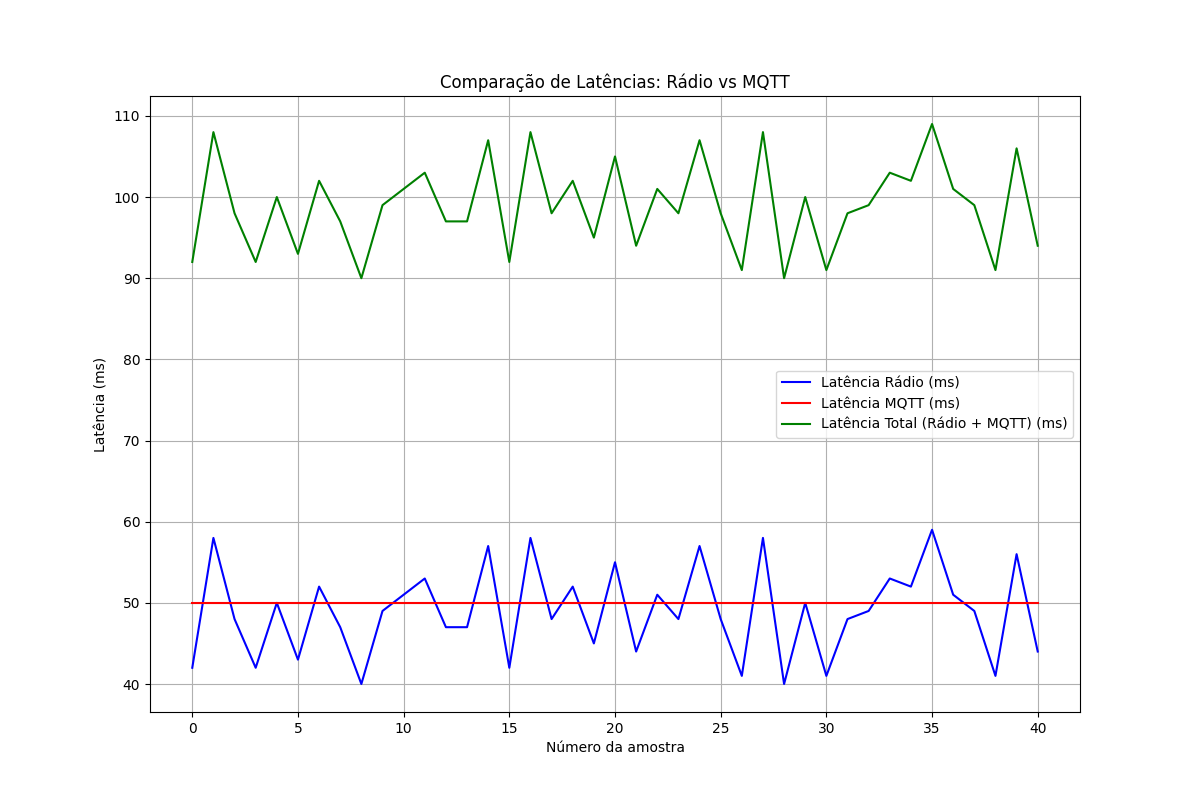 Comparação de Latências: Rádio vs MQTT
110
100
90
80
70
60
50
40
Latência (ms)
Latência Rádio (ms)
Latência MQTT (ms)
Latência Total (Rádio + MQTT) (ms)
0 5 10 15 20 25 30 35 40
Número da amostra